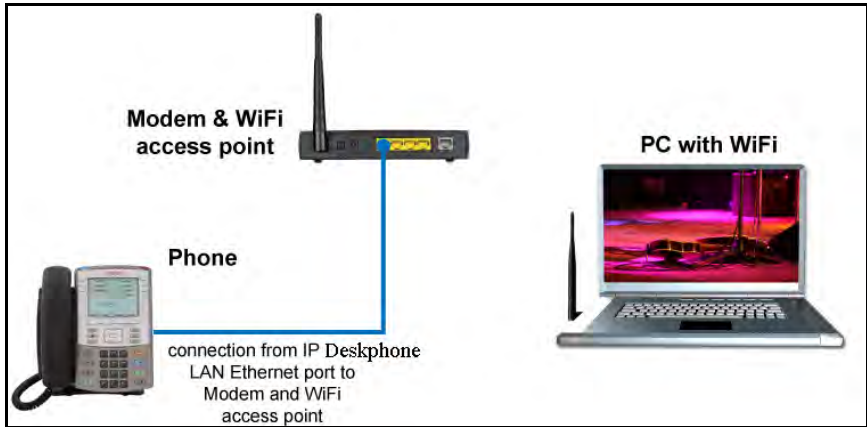 Modem & WiFi
access point
PC with WiFi
Phone
connection from IP Deskphone
LAN Ethernet port to
Modem and WiFi
access point